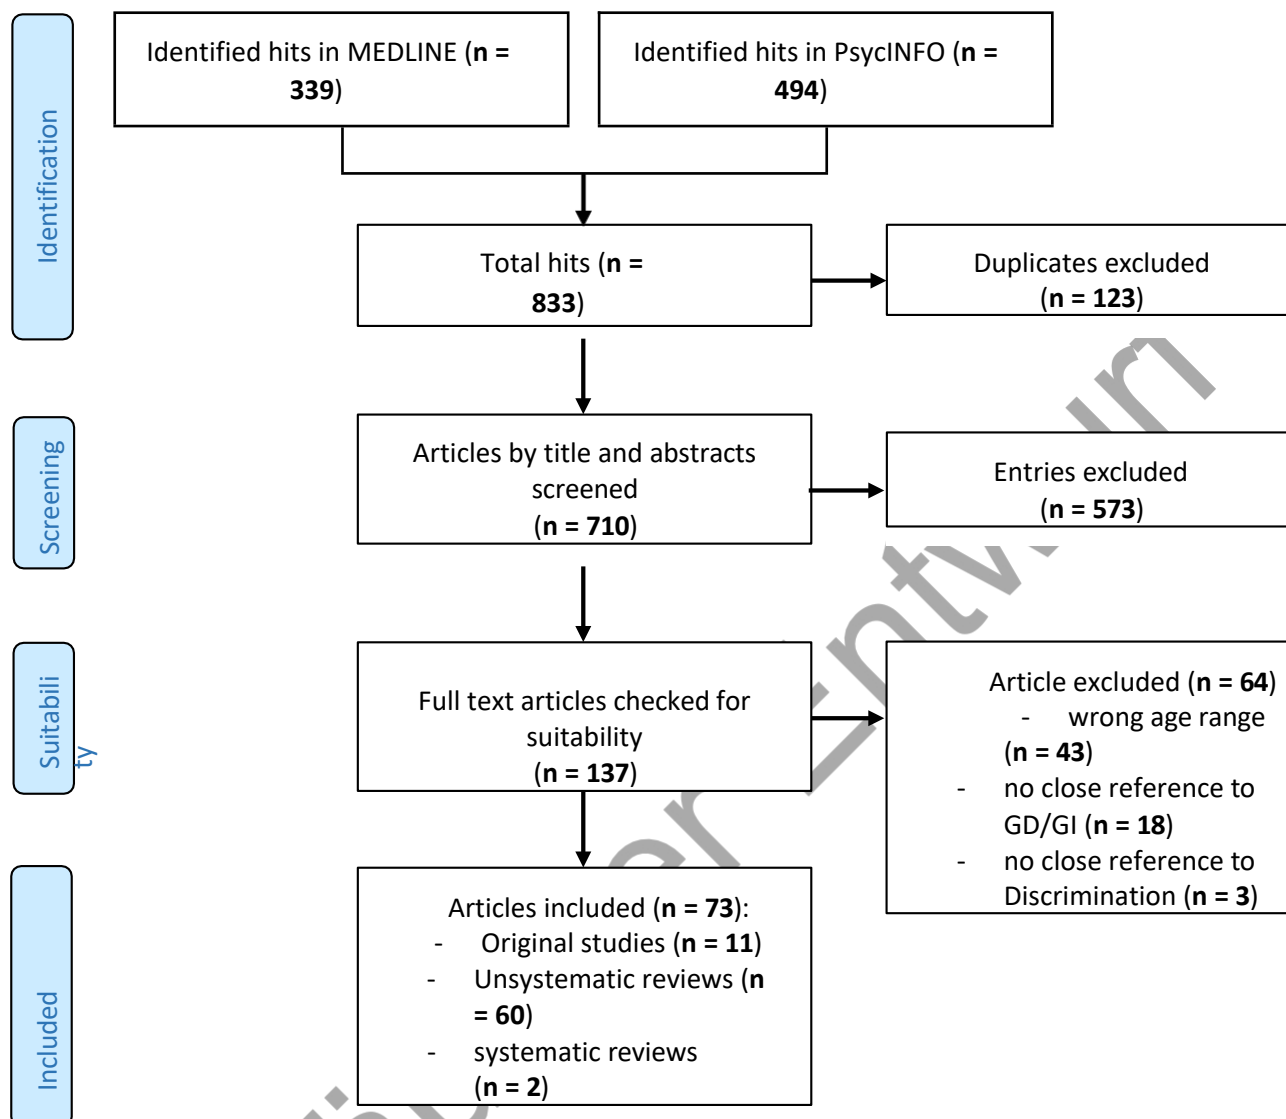 Identification
Identified hits in MEDLINE (n =
339)
Identified hits in PsycINFO (n =
494)
Total hits (n =
833)
Duplicates excluded
(n = 123)
Screening
Articles by title and abstracts
screened
(n = 710)
Entries excluded
(n = 573)
Suitabili
ty
Full text articles checked for
suitability
(n = 137)
Article excluded (n = 64)
- wrong age range
(n = 43)
- no close reference to
GD/GI (n = 18)
- no close reference to
Discrimination (n = 3)
Included
Articles included (n = 73):
- Original studies (n = 11)
- Unsystematic reviews (n
= 60)
- systematic reviews
(n = 2)